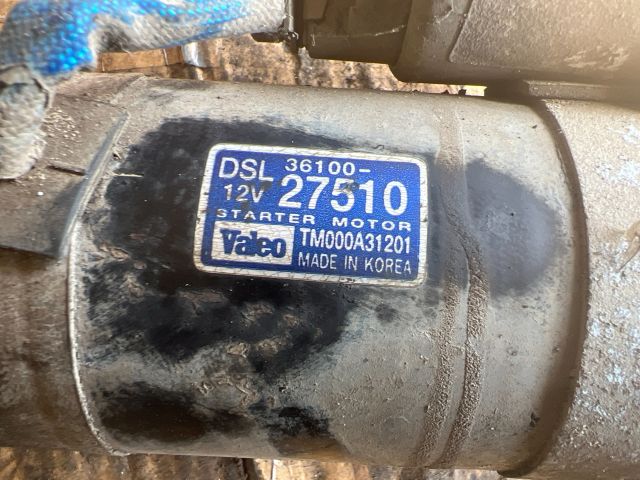 DSL 36100-
12V 27510
STARTER MOTOR
Valeo TM000A31201
MADE IN KOREA